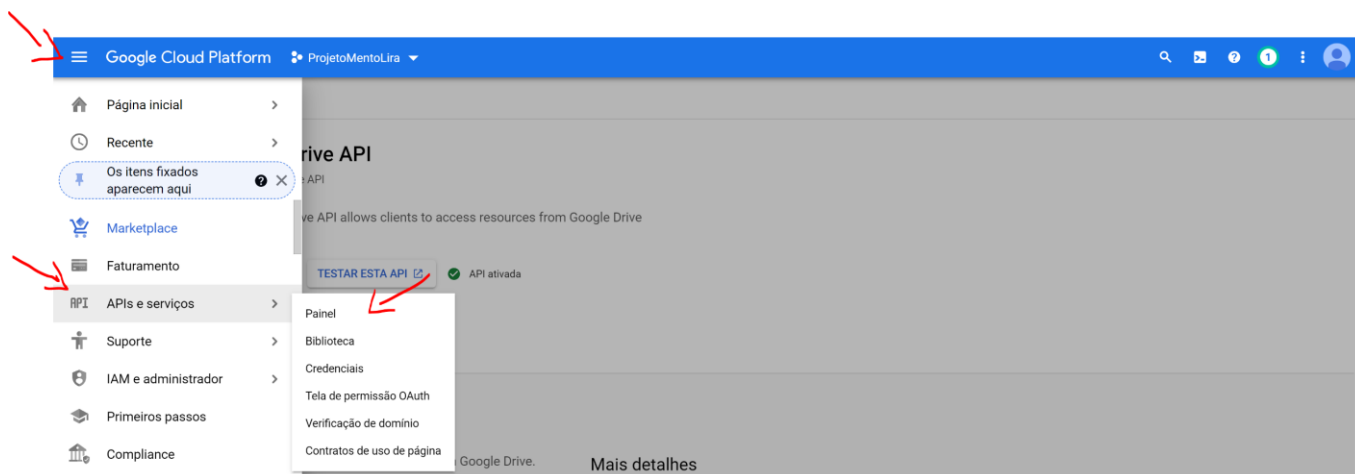 Google Cloud Platform ProjetoMentoLira
1
Página inicial
Recente
Os itens fixados
aparecem aqui
Marketplace
Faturamento
API APIs e serviços
Suporte
IAM e administrador
Primeiros passos
Compliance
Painel
Biblioteca
Credenciais
Tela de permissão OAuth
Verificação de domínio
Contratos de uso de página
rive API
API
ve API allows clients to access resources from Google Drive
TESTAR ESTA API
API ativada
Google Drive.
Mais detalhes